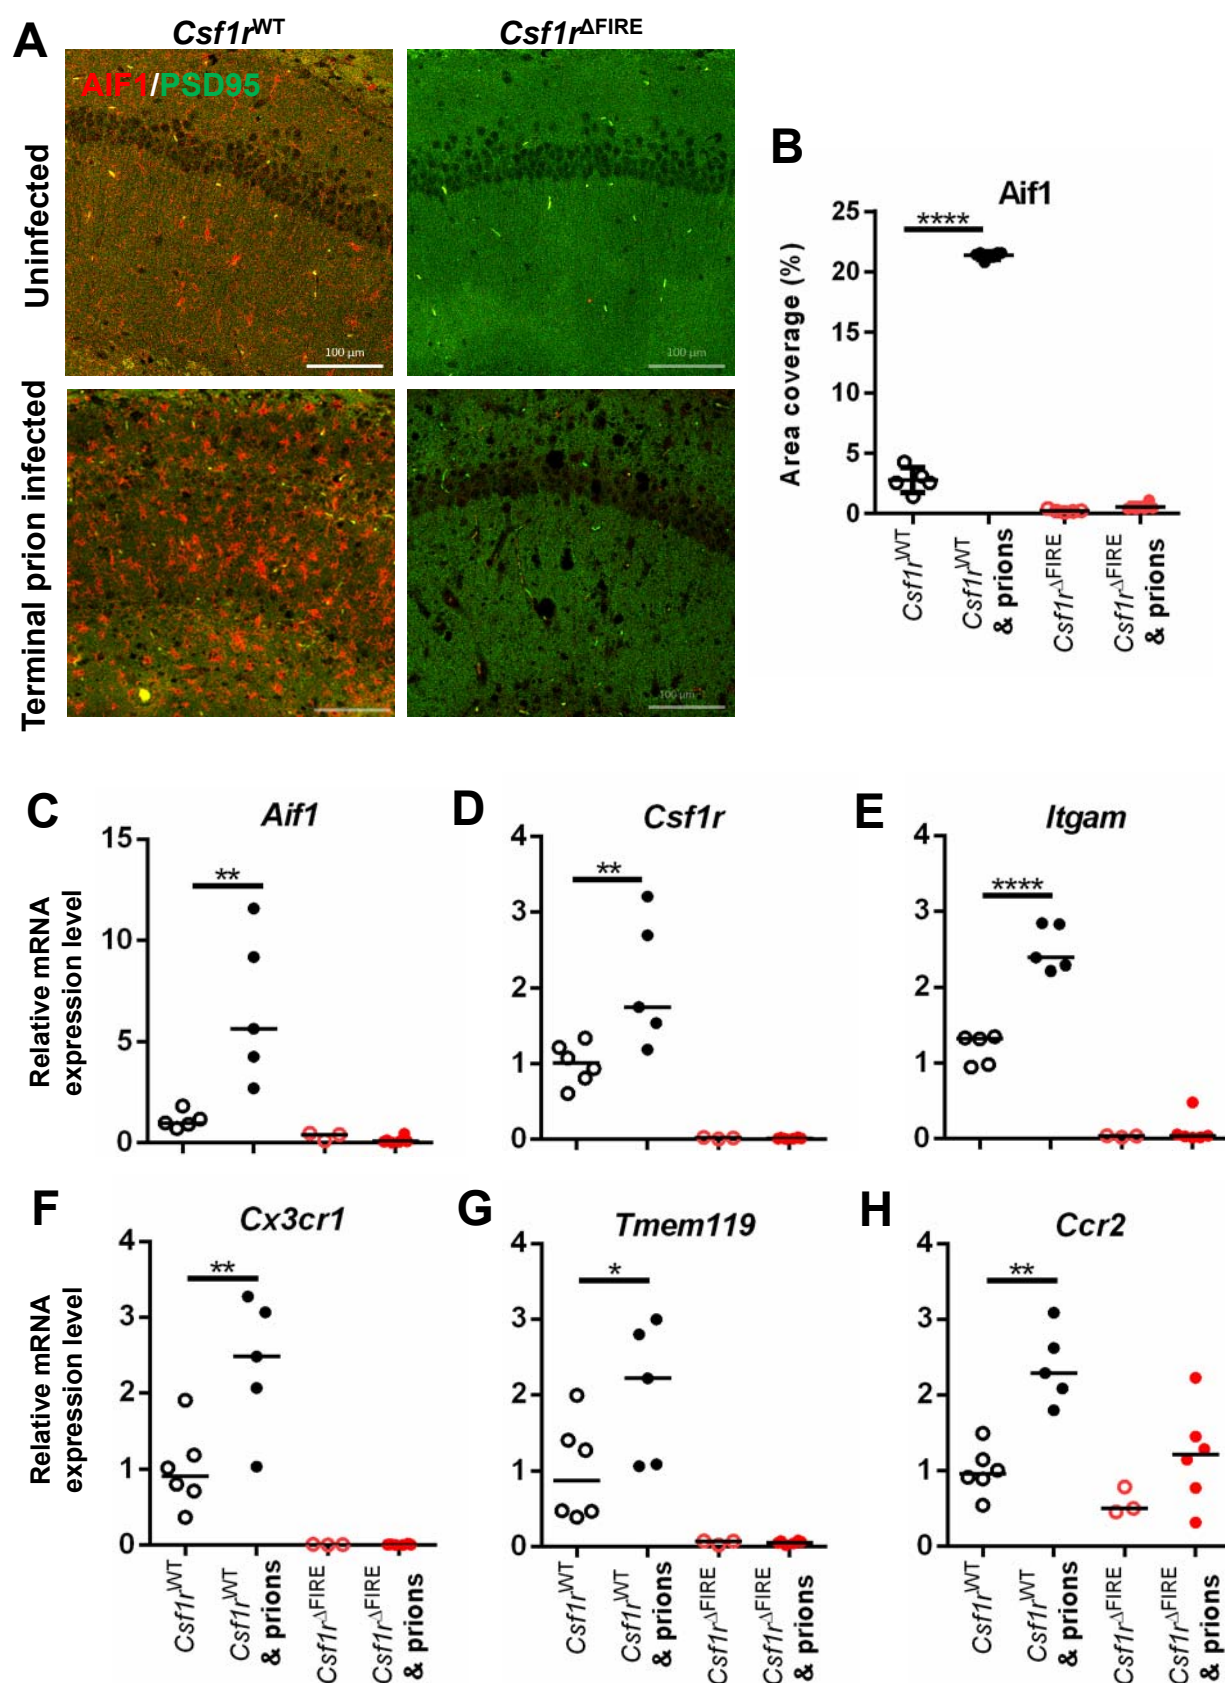 A
Csf1rWT
Csf1rΔFIRE
AIF1/PSD95
Uninfected
100 µm
100 µm
Terminal prion infected
100 µm
B
Aif1
****
Area coverage (%)
25
20
15
10
5
0
Csf1rWT
Csf1rWT
& prions
Csf1rΔFIRE
Csf1rΔFIRE
& prions
C
Aif1
**
Relative mRNA
expression level
15
10
5
0
D
Csf1r
**
4
3
2
1
0
E
Itgam
****
4
3
2
1
0
F
Cx3cr1
**
Relative mRNA
expression level
4
3
2
1
0
Csf1rWT
Csf1rWT
& prions
Csf1rΔFIRE
Csf1rΔFIRE
& prions
G
Tmem119
*
4
3
2
1
0
Csf1rWT
Csf1rWT
& prions
Csf1rΔFIRE
Csf1rΔFIRE
& prions
H
Ccr2
**
4
3
2
1
0
Csf1rWT
Csf1rWT
& prions
Csf1rΔFIRE
Csf1rΔFIRE
& prions